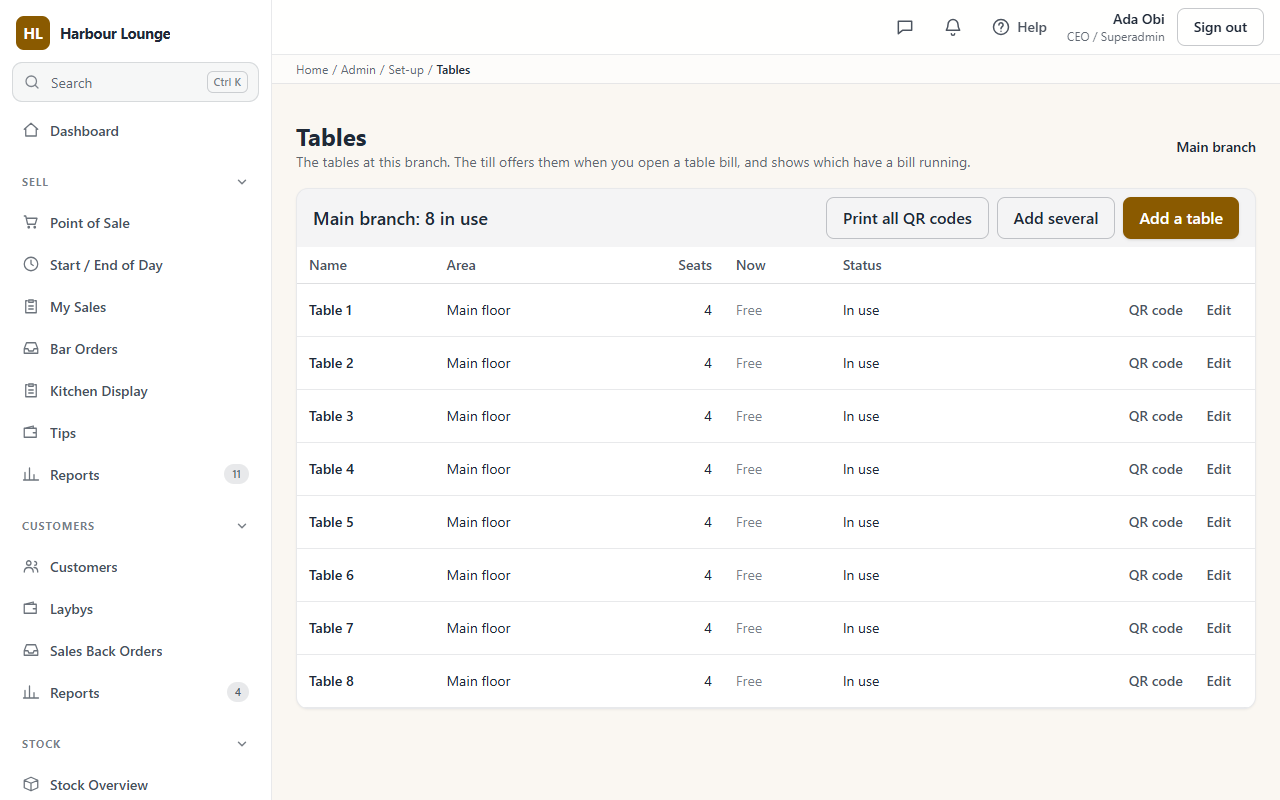 HL Harbour Lounge
Search Ctrl K
Dashboard
SELL
Point of Sale
Start / End of Day
My Sales
Bar Orders
Kitchen Display
Tips
Reports 11
CUSTOMERS
Customers
Laybys
Sales Back Orders
Reports 4
STOCK
Stock Overview
Help
Ada Obi
CEO / Superadmin
Sign out
Home / Admin / Set-up / Tables
Tables
The tables at this branch. The till offers them when you open a table bill, and shows which have a bill running.
Main branch
Main branch: 8 in use
Print all QR codes Add several Add a table
Name Area Seats Now Status
Table 1 Main floor 4 Free In use QR code Edit
Table 2 Main floor 4 Free In use QR code Edit
Table 3 Main floor 4 Free In use QR code Edit
Table 4 Main floor 4 Free In use QR code Edit
Table 5 Main floor 4 Free In use QR code Edit
Table 6 Main floor 4 Free In use QR code Edit
Table 7 Main floor 4 Free In use QR code Edit
Table 8 Main floor 4 Free In use QR code Edit